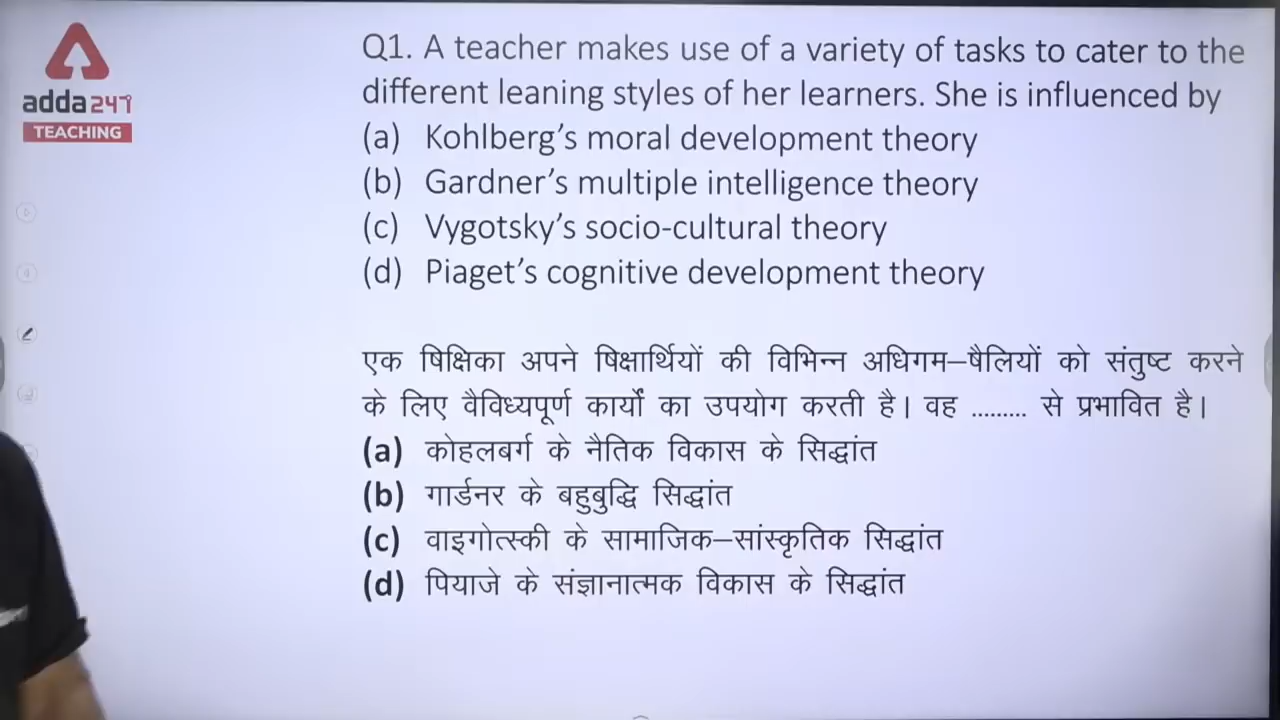 adda247
TEACHING
Q1. A teacher makes use of a variety of tasks to cater to the
different leaning styles of her learners. She is influenced by
(a) Kohlberg's moral development theory
(b) Gardner's multiple intelligence theory
(c) Vygotsky's socio-cultural theory
(d) Piaget's cognitive development theory
एक षिक्षिका अपने षिक्षार्थियों की विभिन्न अधिगम–षैलियों को संतुष्ट करने
के लिए वैविध्यपूर्ण कार्यों का उपयोग करती है। वह ......... से प्रभावित है।
(a) कोहलबर्ग के नैतिक विकास के सिद्धांत
(b) गार्डनर के बहुबुद्धि सिद्धांत
(c) वाइगोत्स्की के सामाजिक–सांस्कृतिक सिद्धांत
(d) पियाजे के संज्ञानात्मक विकास के सिद्धांत